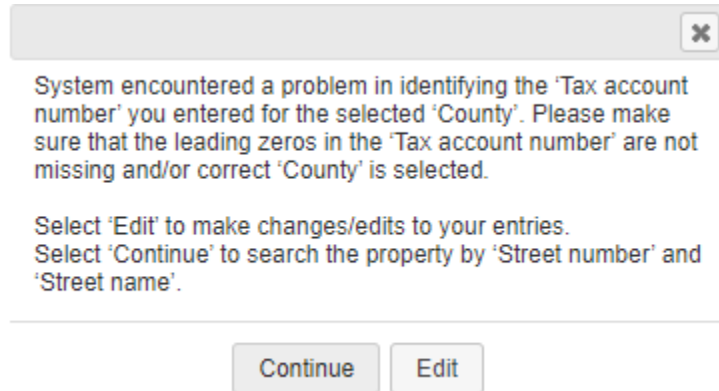 System encountered a problem in identifying the ‘Tax account
number’ you entered for the selected ‘County’. Please make
sure that the leading zeros in the ‘Tax account number’ are not
missing and/or correct ‘County’ is selected.
Select ‘Edit’ to make changes/edits to your entries.
Select ‘Continue’ to search the property by ‘Street number’ and
‘Street name’.
Continue Edit